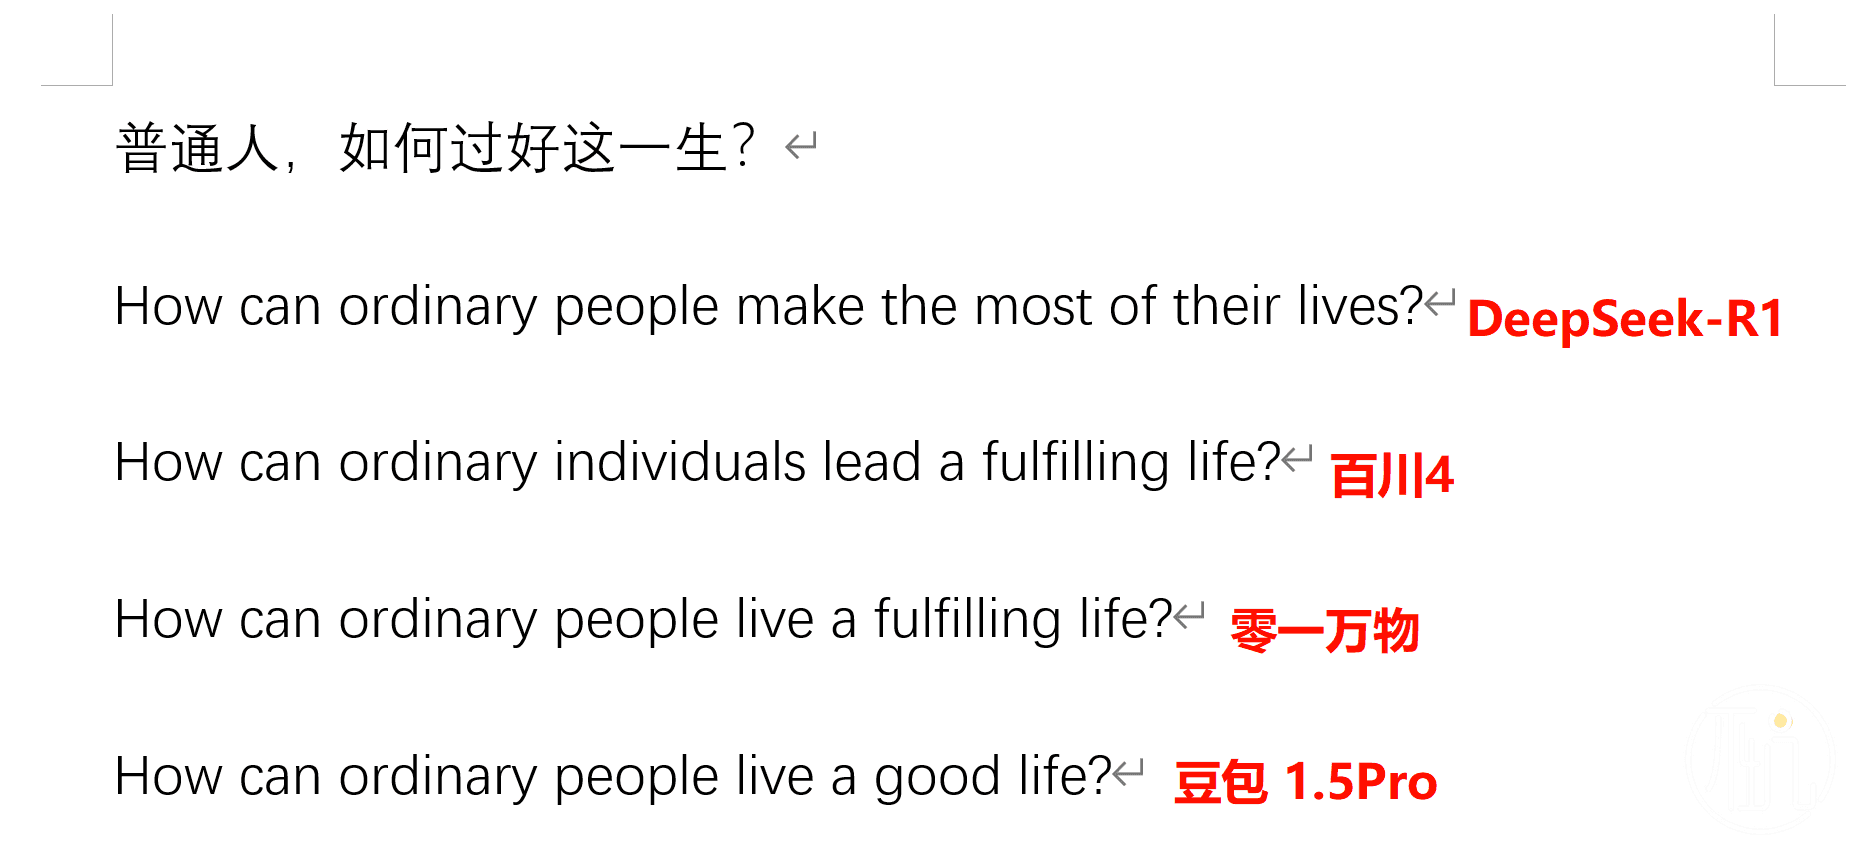 普通人，如何过好这一生？
How can ordinary people make the most of their lives? DeepSeek-R1
How can ordinary individuals lead a fulfilling life? 百川4
How can ordinary people live a fulfilling life? 零一万物
How can ordinary people live a good life? 豆包 1.5Pro